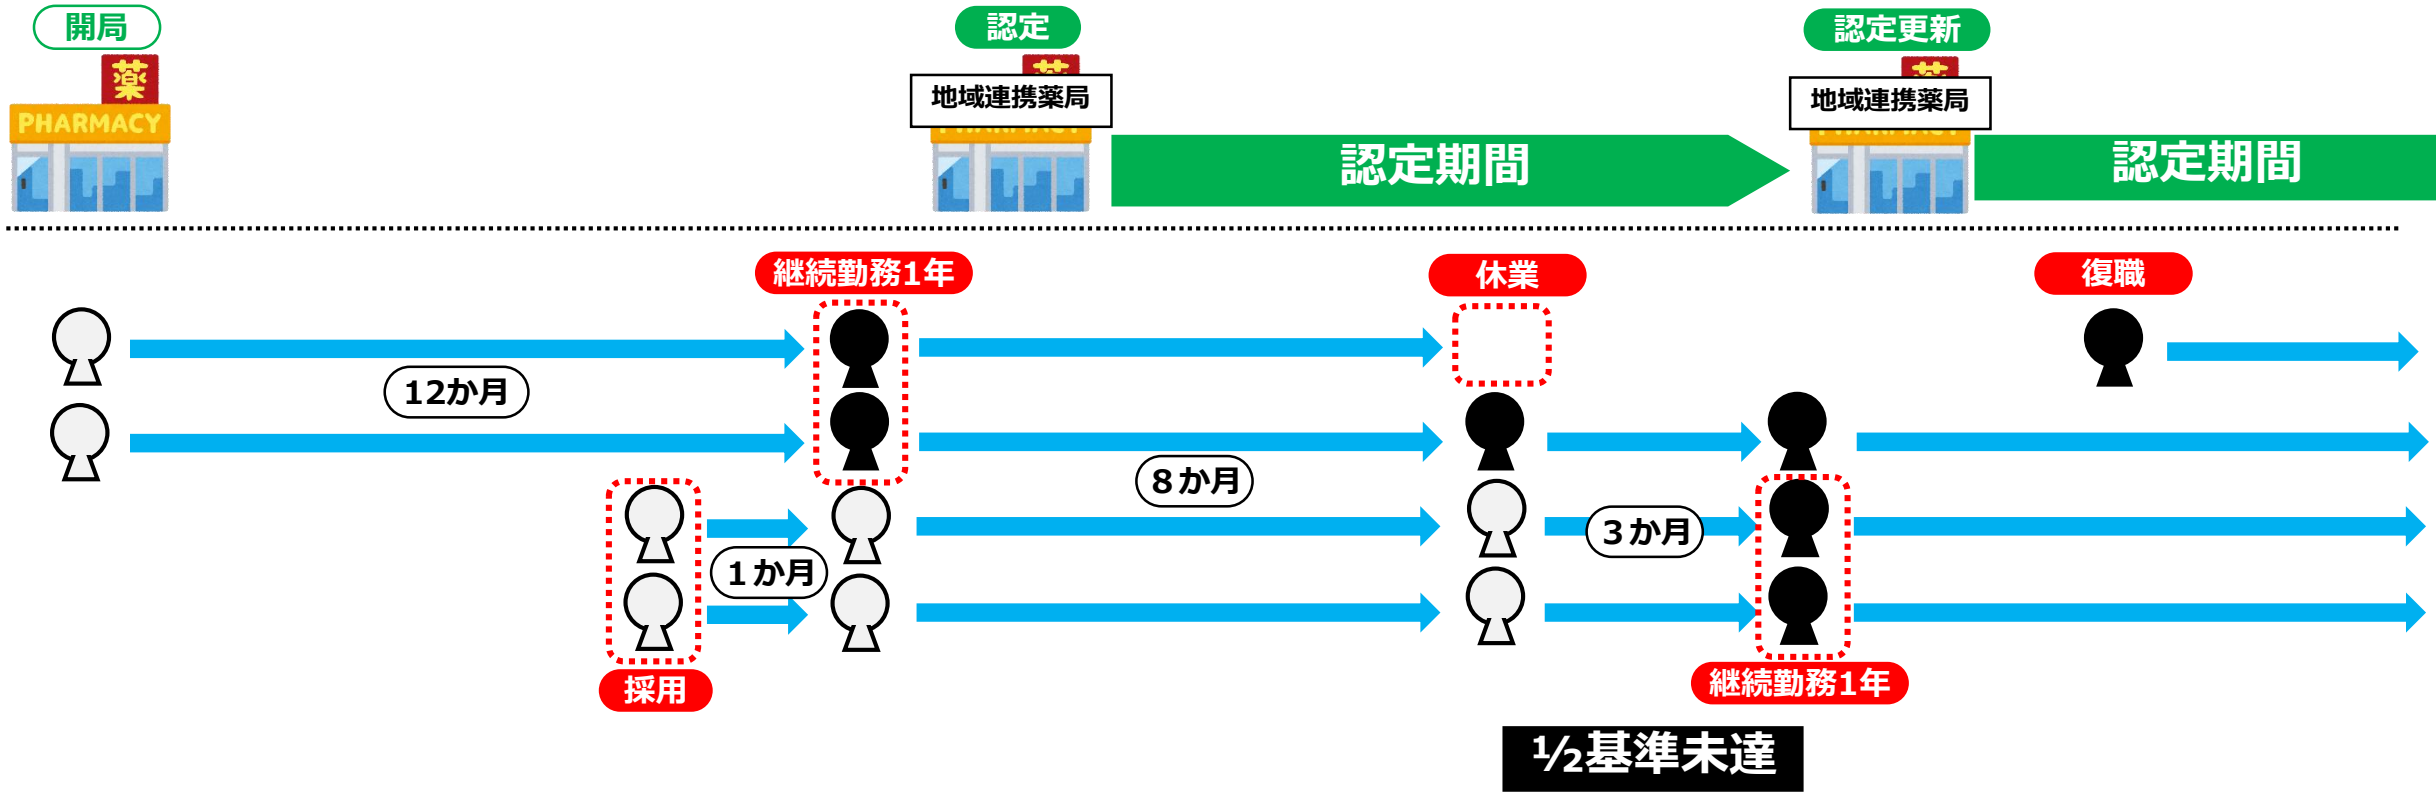 開局
薬
PHARMACY
認定
地域連携薬局
認定期間
認定更新
地域連携薬局
認定期間
継続勤務1年
休業
復職
12か月
8か月
1か月
3か月
採用
継続勤務1年
½基準未達